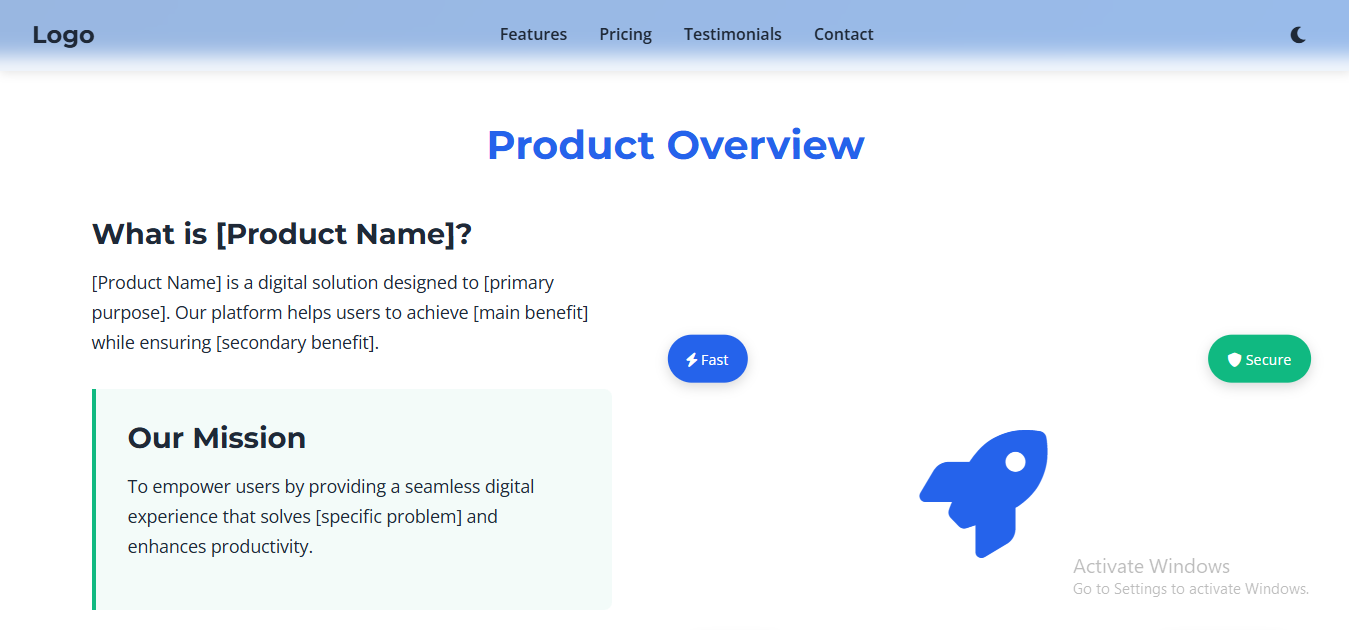 Logo
Features
Pricing
Testimonials
Contact
Product Overview
What is [Product Name]?
[Product Name] is a digital solution designed to [primary
purpose]. Our platform helps users to achieve [main benefit]
while ensuring [secondary benefit].
Our Mission
To empower users by providing a seamless digital
experience that solves [specific problem] and
enhances productivity.
Fast
Secure
Activate Windows
Go to Settings to activate Windows.